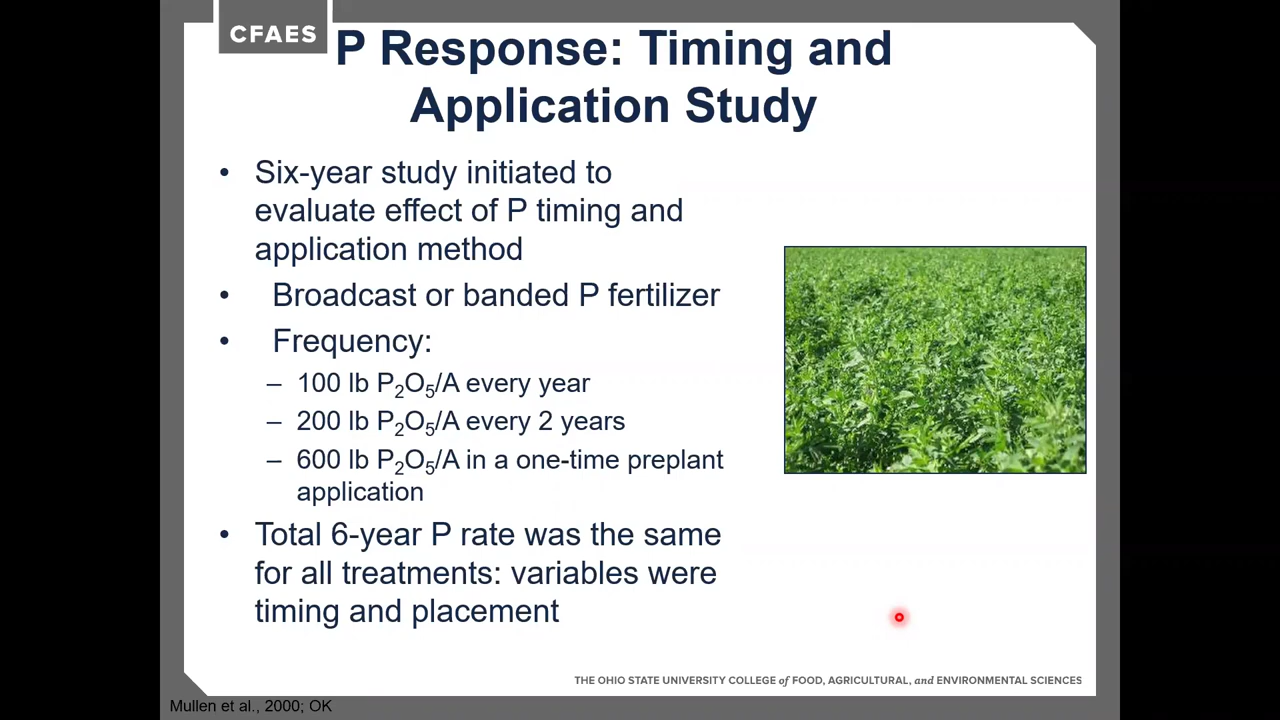 CFAES
P Response: Timing and
Application Study
• Six-year study initiated to
evaluate effect of P timing and
application method
• Broadcast or banded P fertilizer
• Frequency:
– 100 lb P₂O₅/A every year
– 200 lb P₂O₅/A every 2 years
– 600 lb P₂O₅/A in a one-time preplant
application
• Total 6-year P rate was the same
for all treatments: variables were
timing and placement
THE OHIO STATE UNIVERSITY COLLEGE of FOOD, AGRICULTURAL, and ENVIRONMENTAL SCIENCES
Mullen et al., 2000; OK